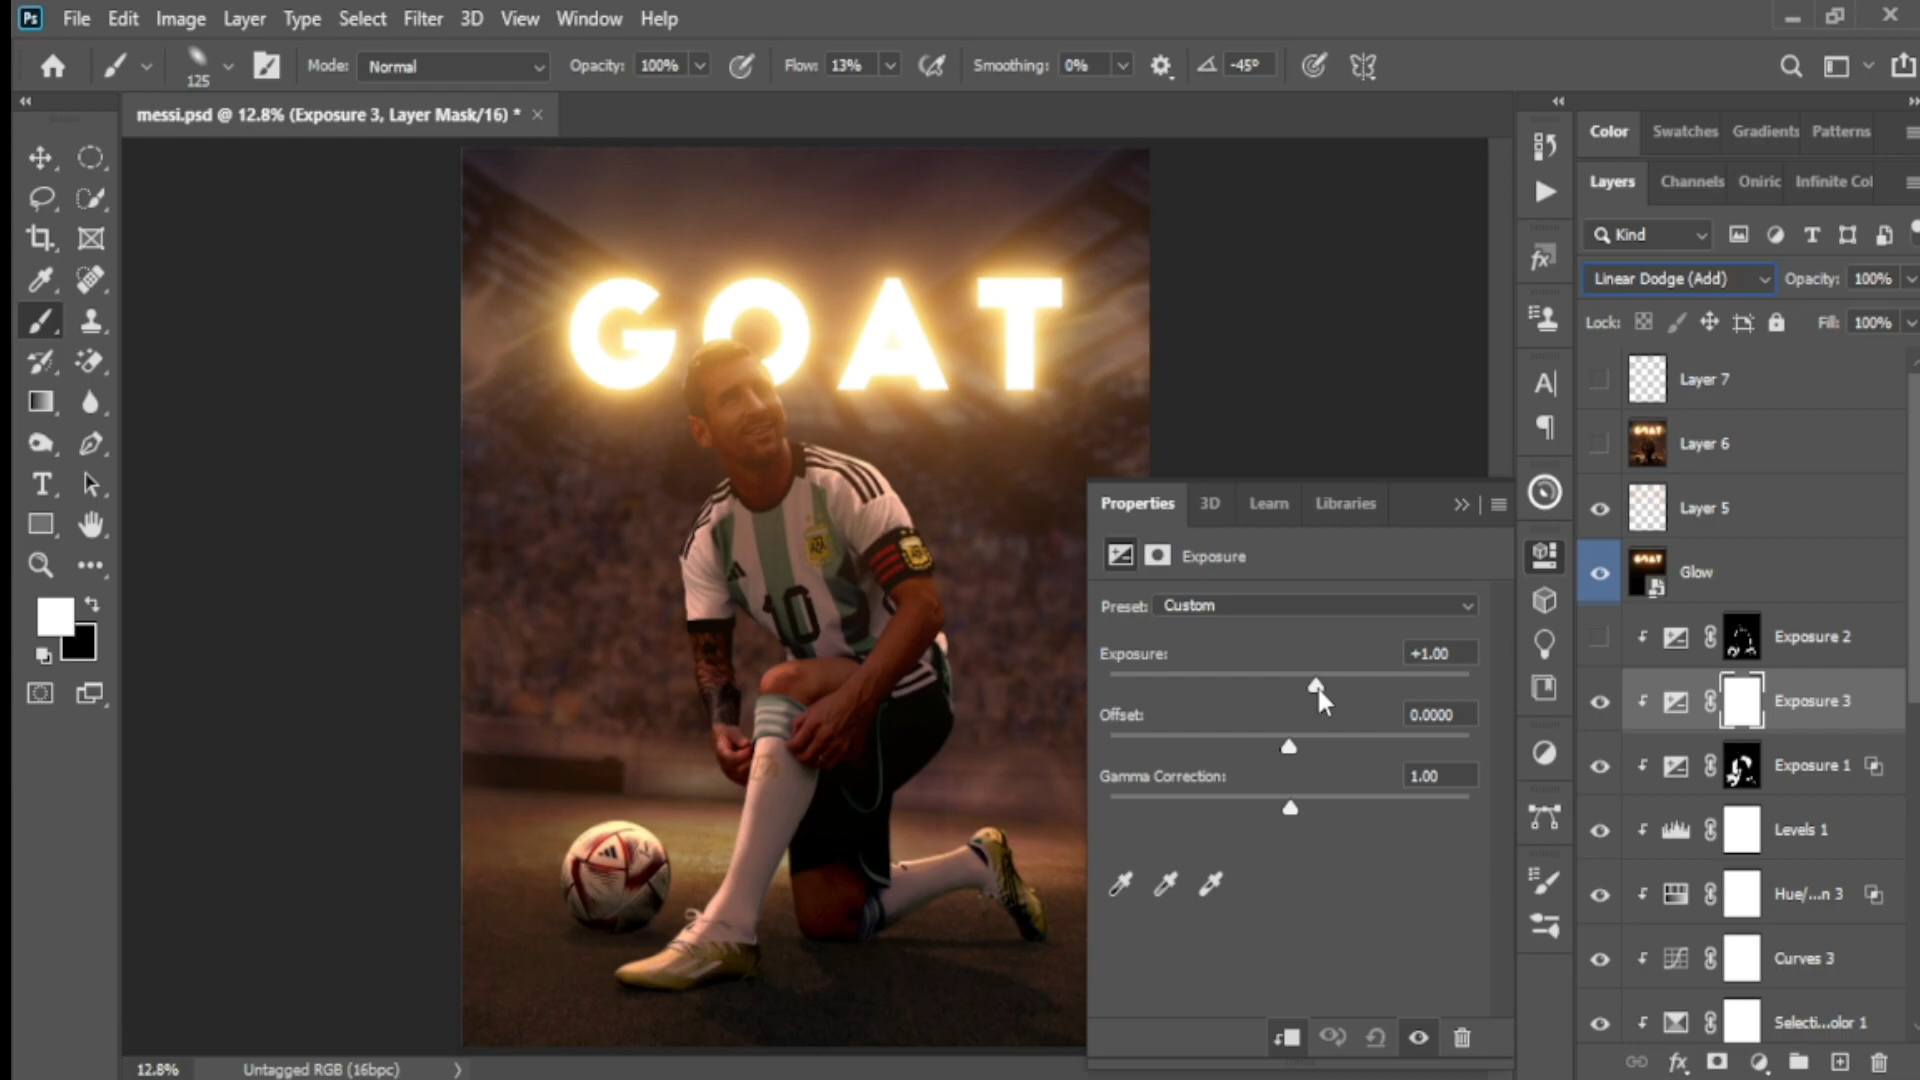 Ps File Edit Image Layer Type Select Filter 3D View Window Help
125 Mode: Normal Opacity: 100% Flow: 13% Smoothing: 0% -45°
messi.psd @ 12.8% (Exposure 3, Layer Mask/16) *
Color Swatches Gradients Patterns
Layers Channels Oniric Infinite Col
Kind
Linear Dodge (Add) Opacity: 100%
Lock: Fill: 100%
Layer 7
Layer 6
Layer 5
Glow
Exposure 2
Exposure 3
Exposure 1
Levels 1
Hue/...n 3
Curves 3
Selecti...olor 1
GOAT
10
Properties 3D Learn Libraries
Exposure
Preset: Custom
Exposure: +1.00
Offset: 0.0000
Gamma Correction: 1.00
12.8% Untagged RGB (16bpc)